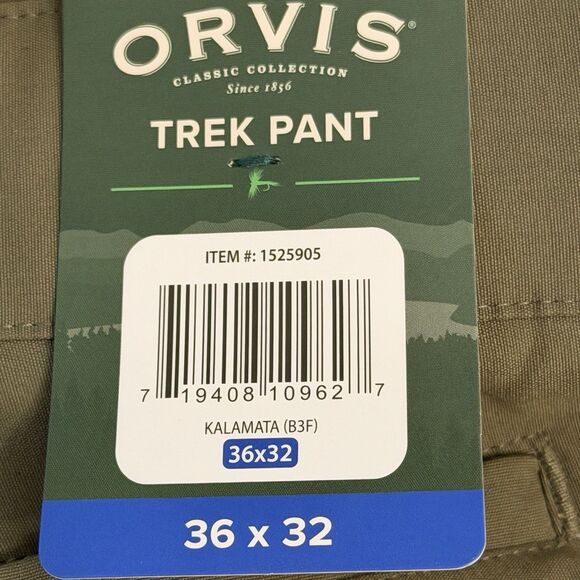 ORVIS®
CLASSIC COLLECTION
Since 1856
TREK PANT
ITEM #: 1525905
7 19408 10962 7
KALAMATA (B3F)
36x32
36 x 32